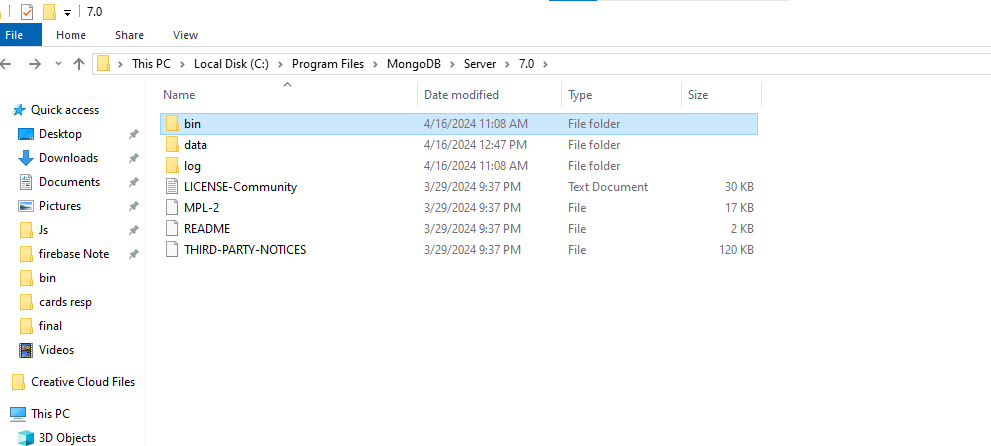 7.0
File Home Share View
This PC Local Disk (C:) Program Files MongoDB Server 7.0
Name Date modified Type Size
Quick access
Desktop
Downloads
Documents
Pictures
Js
firebase Note
bin
cards resp
final
Videos
Creative Cloud Files
This PC
3D Objects
bin 4/16/2024 11:08 AM File folder
data 4/16/2024 12:47 PM File folder
log 4/16/2024 11:08 AM File folder
LICENSE-Community 3/29/2024 9:37 PM Text Document 30 KB
MPL-2 3/29/2024 9:37 PM File 17 KB
README 3/29/2024 9:37 PM File 2 KB
THIRD-PARTY-NOTICES 3/29/2024 9:37 PM File 120 KB